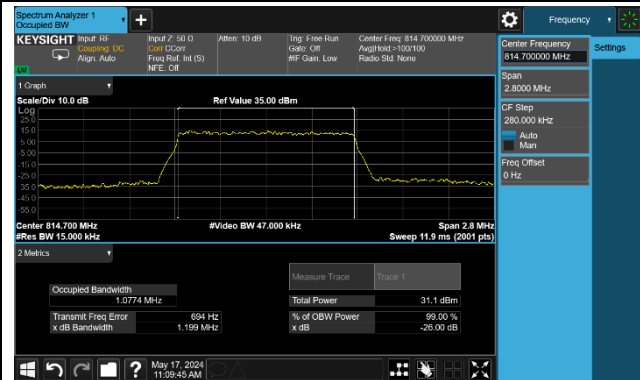 Spectrum Analyzer 1
Occupied BW
+
Frequency
KEYSIGHT Input: RF
Coupling: DC
Align: Auto
Input Z: 50 Ω
Corr CCorr
Freq Ref: Int (S)
NFE: Off
Atten: 10 dB
Trig: Free Run
Gate: Off
#IF Gain: Low
Center Freq: 814.700000 MHz
Avg|Hold:>100/100
Radio Std: None
LXI
Center Frequency
814.700000 MHz
Settings
Span
2.8000 MHz
CF Step
280.000 kHz
Auto
Man
Freq Offset
0 Hz
1 Graph
Scale/Div 10.0 dB
Ref Value 35.00 dBm
Log
25.0
15.0
5.00
-5.00
-15.0
-25.0
-35.0
-45.0
-55.0
Center 814.700 MHz
#Video BW 47.000 kHz
Span 2.8 MHz
#Res BW 15.000 kHz
Sweep 11.9 ms (2001 pts)
2 Metrics
Measure Trace
Trace 1
Occupied Bandwidth
1.0774 MHz
Total Power
31.1 dBm
Transmit Freq Error
694 Hz
% of OBW Power
99.00 %
x dB Bandwidth
1.199 MHz
x dB
-26.00 dB
?
May 17, 2024
11:09:45 AM